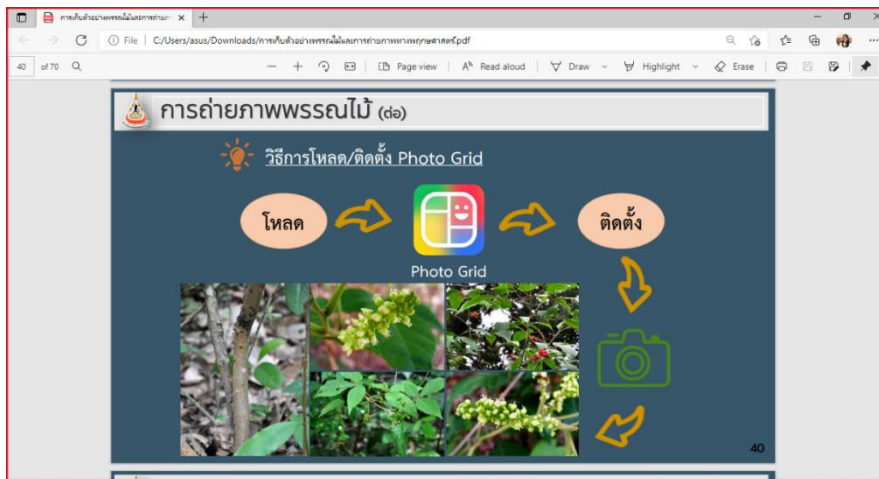 การเก็บตัวอย่างพรรณไม้และการถ่ายภ
File C:/Users/asus/Downloads/การเก็บตัวอย่างพรรณไม้และการถ่ายภาพทางพฤกษศาสตร์.pdf
40 of 70 Page view Read aloud Draw Highlight Erase
การถ่ายภาพพรรณไม้ (ต่อ)
วิธีการโหลด/ติดตั้ง Photo Grid
โหลด
ติดตั้ง
Photo Grid
40